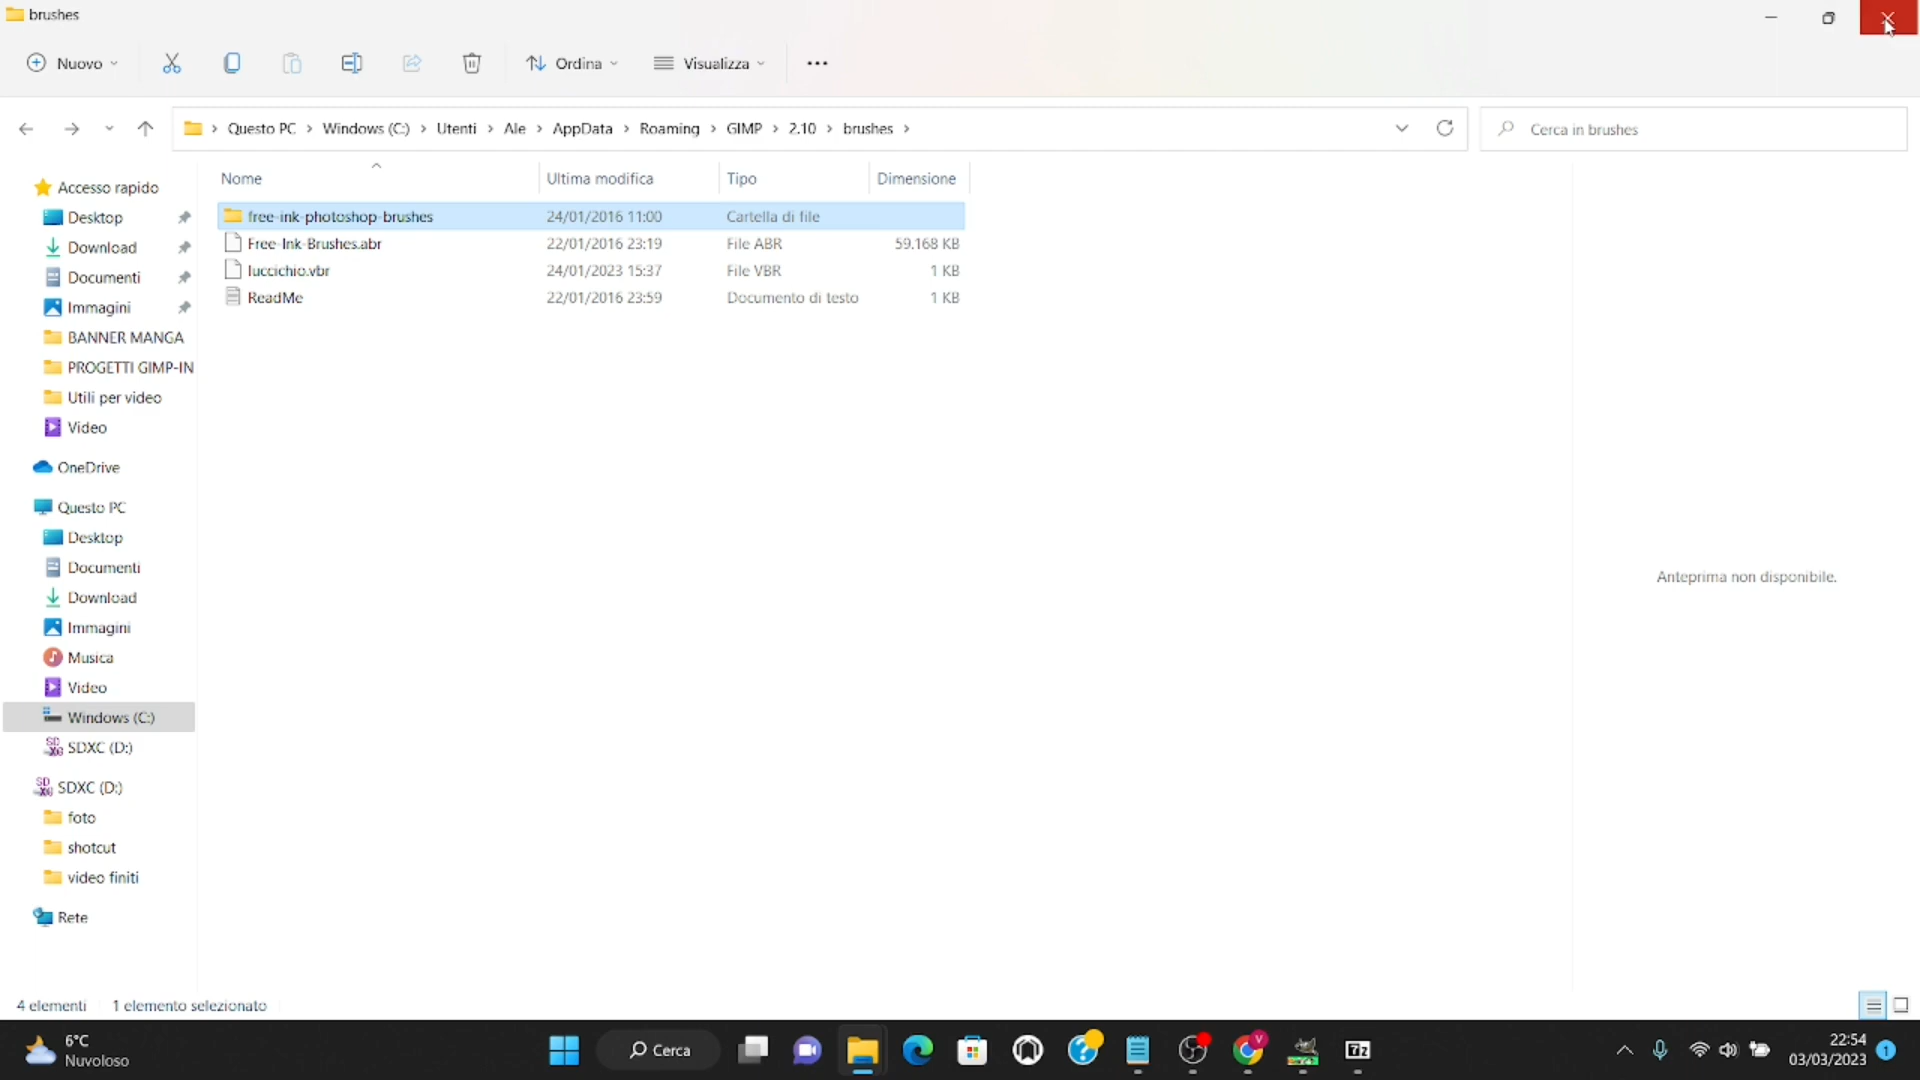 brushes
Nuovo
Ordina
Visualizza
Questo PC > Windows (C:) > Utenti > Ale > AppData > Roaming > GIMP > 2.10 > brushes >
Cerca in brushes
Nome Ultima modifica Tipo Dimensione
free-ink-photoshop-brushes 24/01/2016 11:00 Cartella di file
Free-Ink-Brushes.abr 22/01/2016 23:19 File ABR 59.168 KB
luccichio.vbr 24/01/2023 15:37 File VBR 1 KB
ReadMe 22/01/2016 23:59 Documento di testo 1 KB
Accesso rapido
Desktop
Download
Documenti
Immagini
BANNER MANGA
PROGETTI GIMP-IN
Utili per video
Video
OneDrive
Questo PC
Desktop
Documenti
Download
Immagini
Musica
Video
Windows (C:)
SD SDXC (D:)
SD SDXC (D:)
foto
shotcut
video finiti
Rete
Anteprima non disponibile.
4 elementi 1 elemento selezionato
6°C
Nuvoloso
Cerca
V
7z
22:54
03/03/2023
1